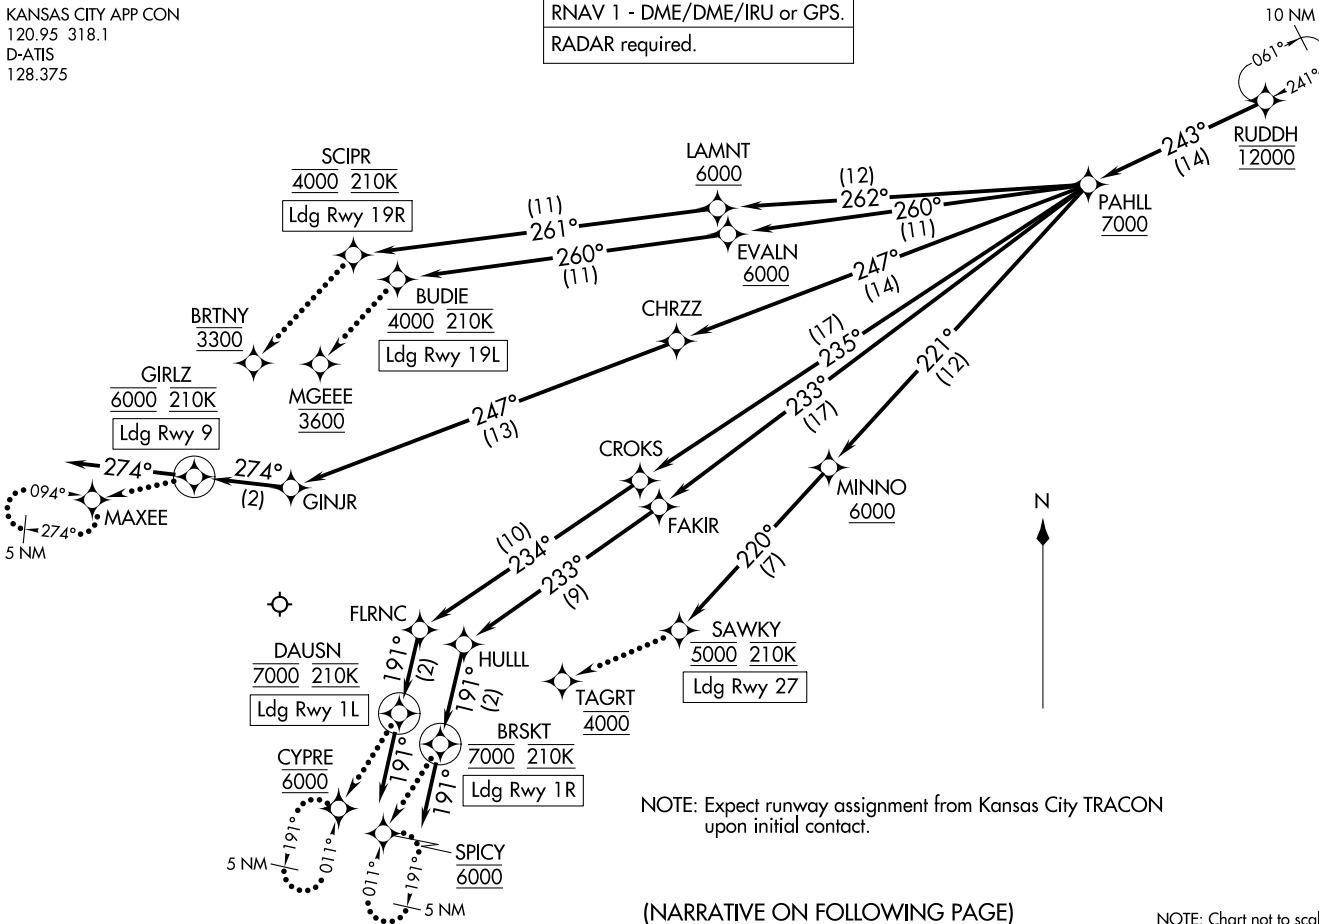 KANSAS CITY APP CON
120.95 318.1
D-ATIS
128.375
RNAV 1 - DME/DME/IRU or GPS.
RADAR required.
10 NM
061°
241°
RUDDH
12000
243°
(14)
PAHLL
7000
LAMNT
6000
(12)
262°
260°
(11)
EVALN
6000
SCIPR
4000 210K
Ldg Rwy 19R
(11)
261°
260°
(11)
BUDIE
4000 210K
Ldg Rwy 19L
BRTNY
3300
MGEEE
3600
247°
(14)
CHRZZ
247°
(13)
GIRLZ
6000 210K
Ldg Rwy 9
274°
274°
(2)
GINJR
094°
MAXEE
274°
5 NM
(17)
235°
233°
(17)
221°
(12)
CROKS
FAKIR
MINNO
6000
N
(10)
234°
233°
(9)
220°
(7)
FLRNC
HULLL
SAWKY
5000 210K
Ldg Rwy 27
TAGRT
4000
DAUSN
7000 210K
Ldg Rwy 1L
191°
(2)
191°
(2)
191°
191°
BRSKT
7000 210K
Ldg Rwy 1R
CYPRE
6000
191°
011°
5 NM
SPICY
6000
011°
191°
5 NM
NOTE: Expect runway assignment from Kansas City TRACON
upon initial contact.
(NARRATIVE ON FOLLOWING PAGE)
NOTE: Chart not to scal